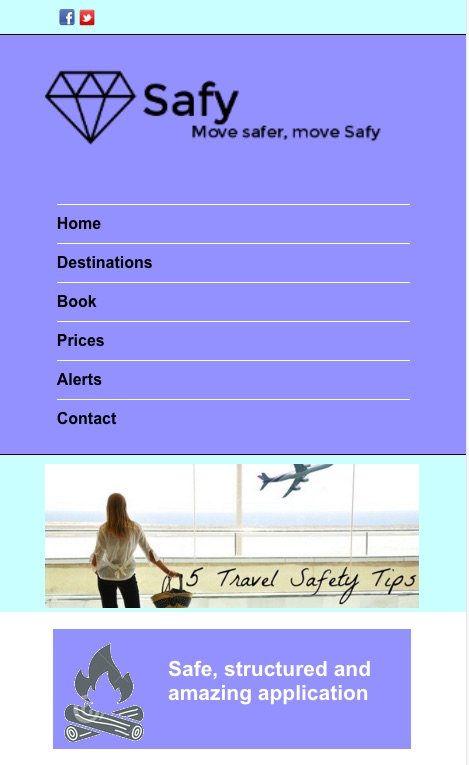 Safy
Move safer, move Safy
Home
Destinations
Book
Prices
Alerts
Contact
5 Travel Safety Tips
Safe, structured and
amazing application